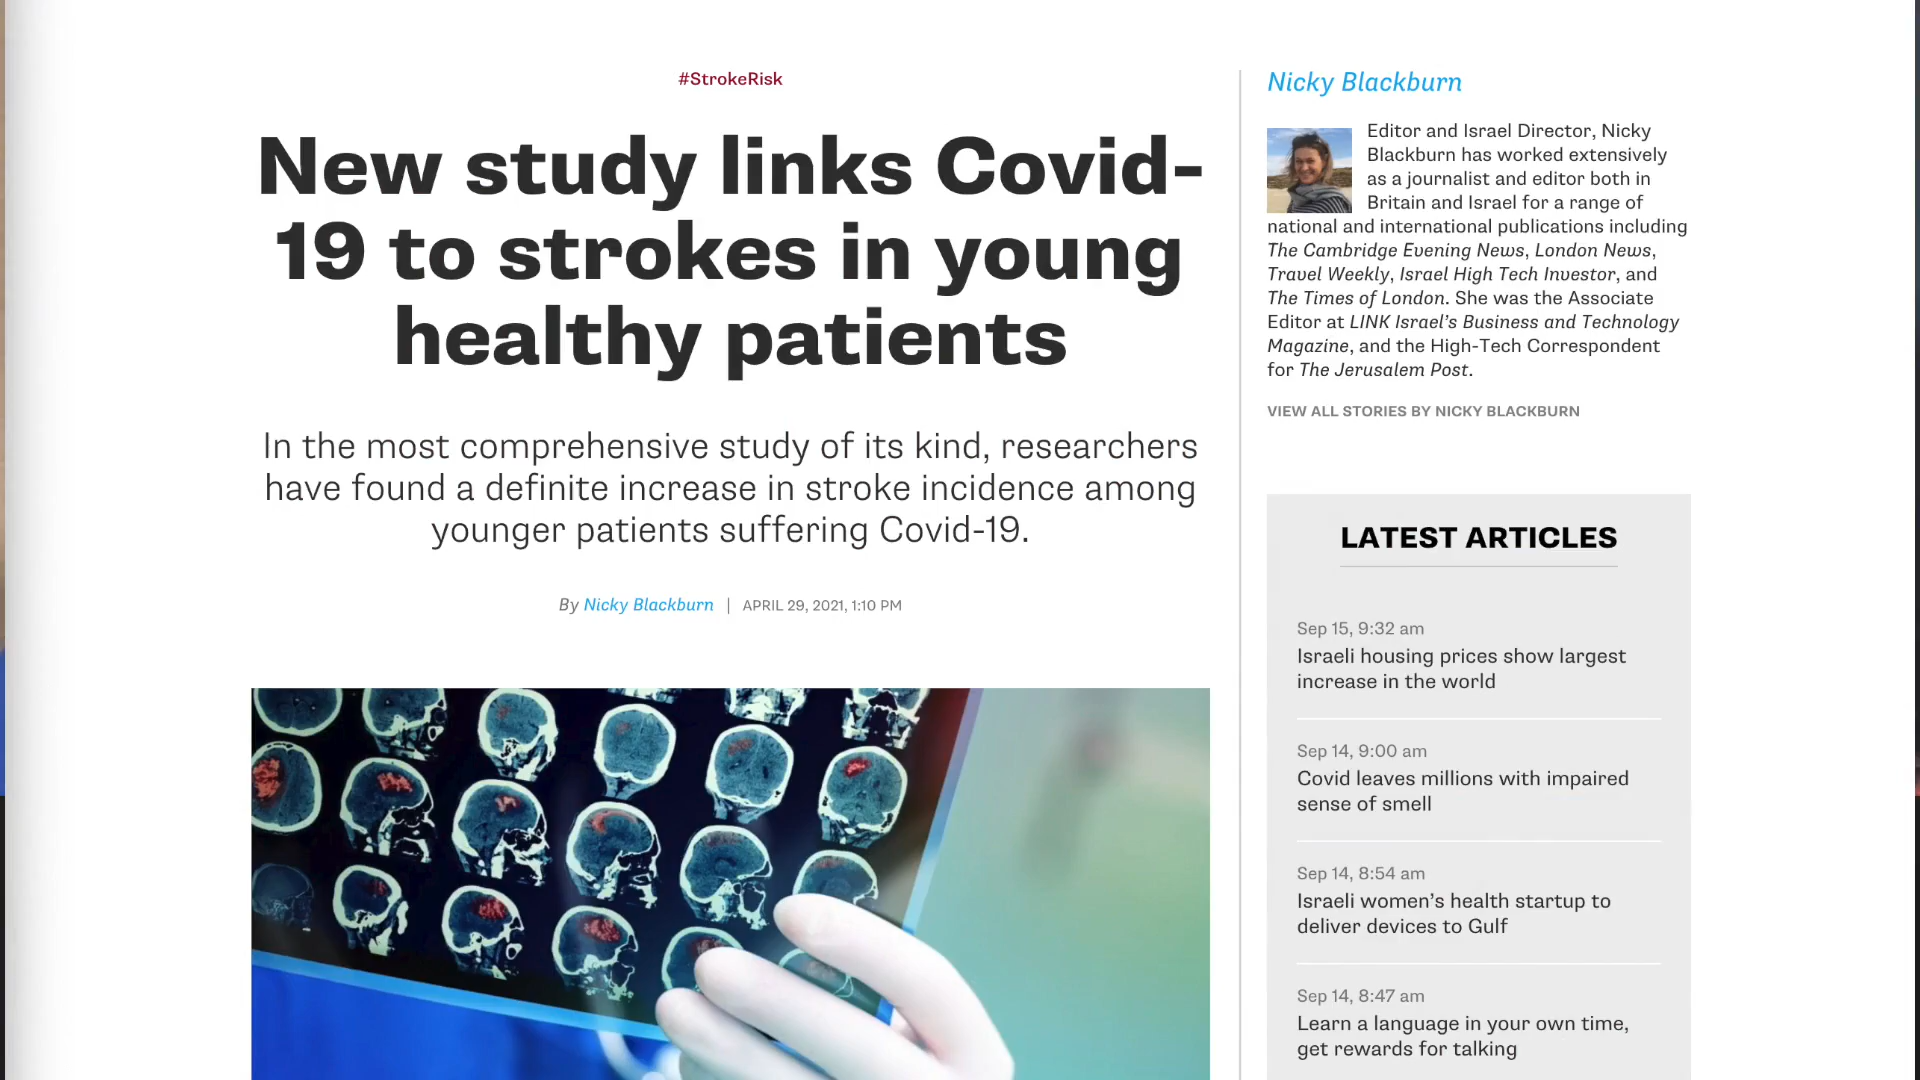 #StrokeRisk
New study links Covid-
19 to strokes in young
healthy patients
In the most comprehensive study of its kind, researchers
have found a definite increase in stroke incidence among
younger patients suffering Covid-19.
By Nicky Blackburn | APRIL 29, 2021, 1:10 PM
Nicky Blackburn
Editor and Israel Director, Nicky
Blackburn has worked extensively
as a journalist and editor both in
Britain and Israel for a range of
national and international publications including
The Cambridge Evening News, London News,
Travel Weekly, Israel High Tech Investor, and
The Times of London. She was the Associate
Editor at LINK Israel’s Business and Technology
Magazine, and the High-Tech Correspondent
for The Jerusalem Post.
VIEW ALL STORIES BY NICKY BLACKBURN
LATEST ARTICLES
Sep 15, 9:32 am
Israeli housing prices show largest
increase in the world
Sep 14, 9:00 am
Covid leaves millions with impaired
sense of smell
Sep 14, 8:54 am
Israeli women’s health startup to
deliver devices to Gulf
Sep 14, 8:47 am
Learn a language in your own time,
get rewards for talking